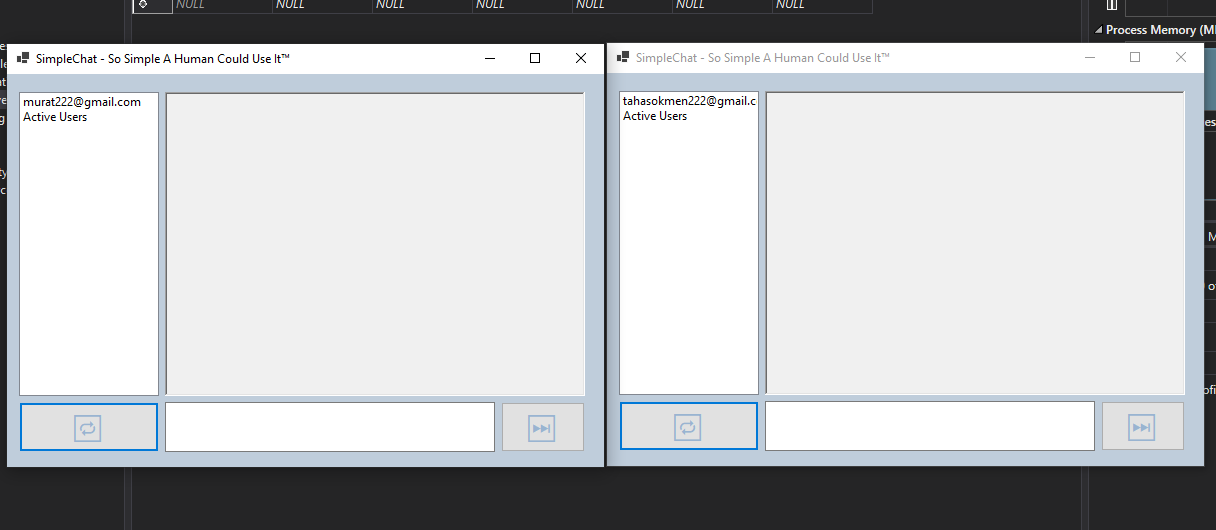 NULL NULL NULL NULL NULL NULL NULL
Process Memory (M
SimpleChat - So Simple A Human Could Use It™
murat222@gmail.com
Active Users
SimpleChat - So Simple A Human Could Use It™
tahasokmen222@gmail.c
Active Users